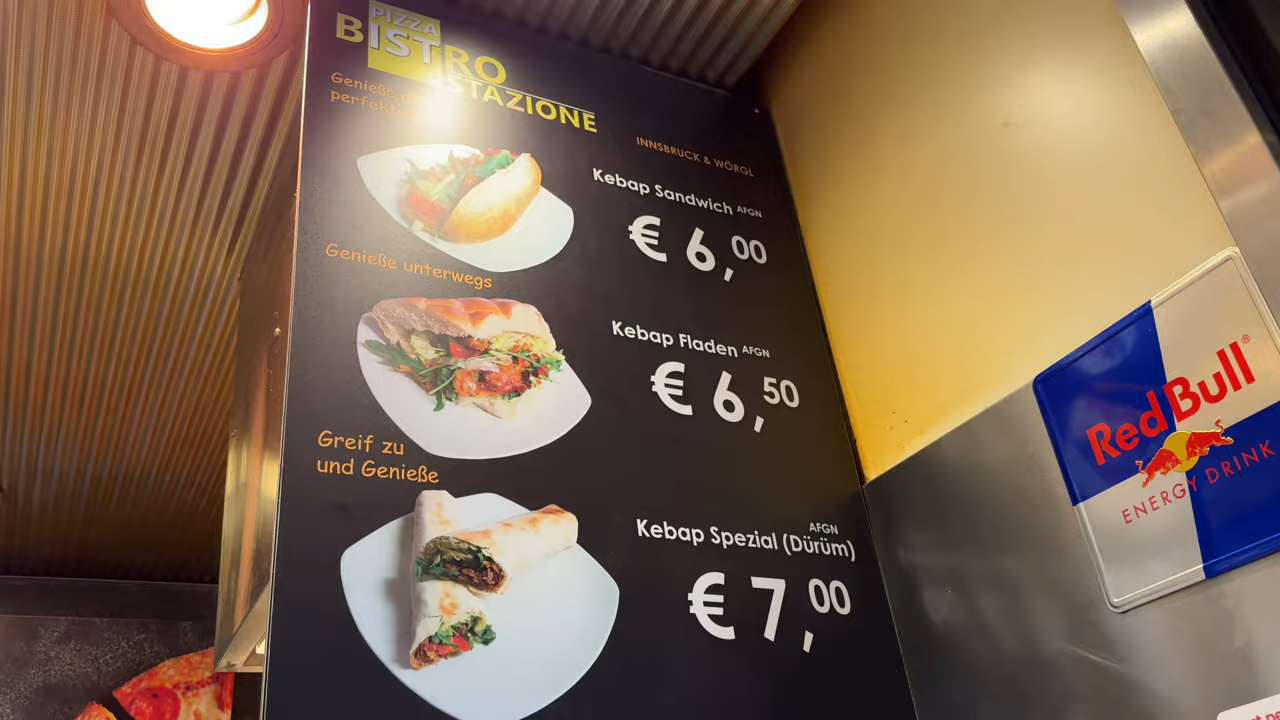 PIZZA
BISTRO
STAZIONE
Genieße
INNSBRUCK & WÖRGL
Kebap Sandwich AFGN
€ 6,00
Genieße unterwegs
Kebap Fladen AFGN
€ 6,50
Greif zu
und Genieße
AFGN
Kebap Spezial (Dürüm)
€ 7,00
Red Bull®
ENERGY DRINK